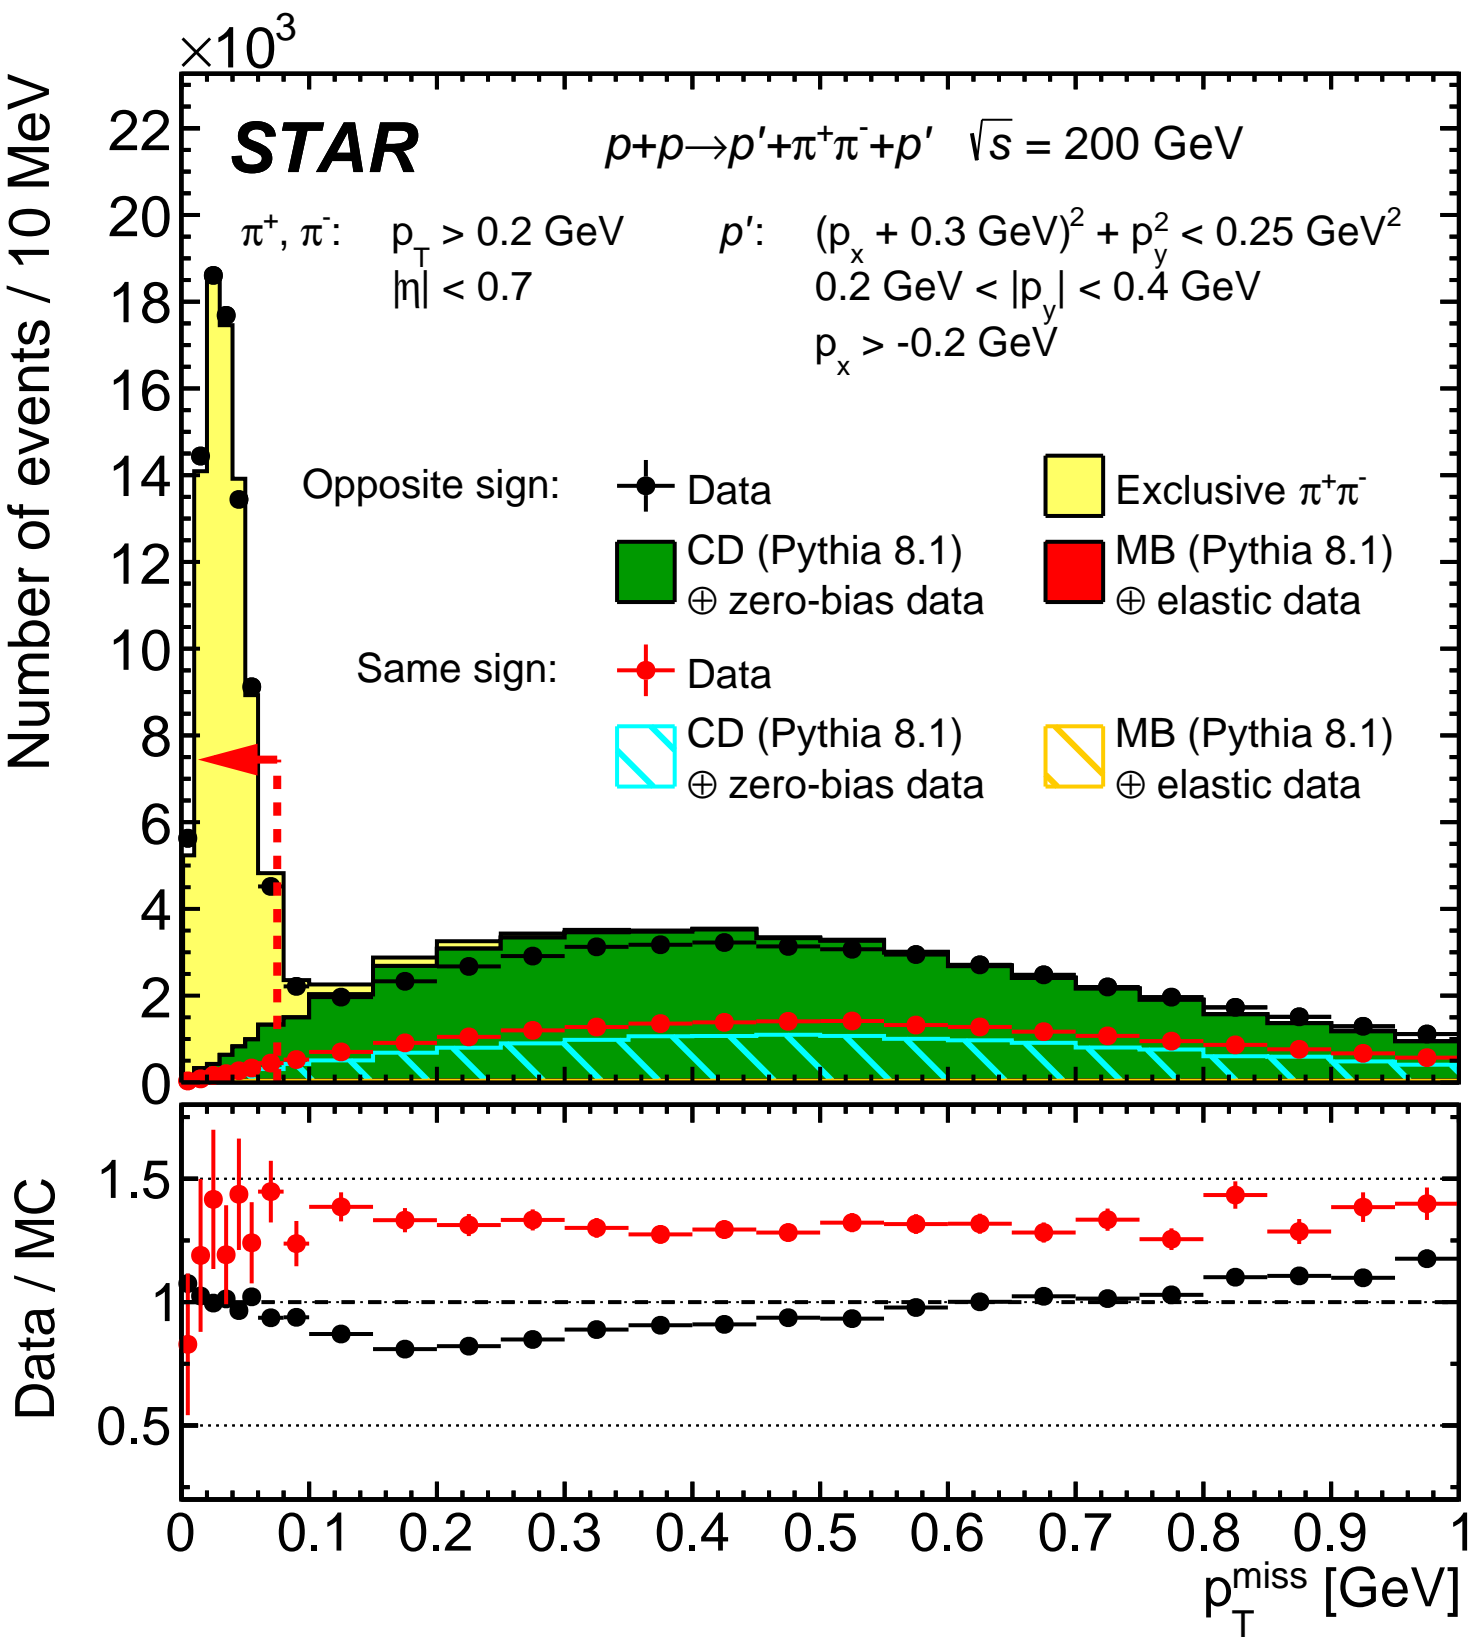 ×10³
STAR p+p→p′+π⁺π⁻+p′ √s = 200 GeV
π⁺, π⁻: p_T > 0.2 GeV p′: (p_x + 0.3 GeV)² + p_y² < 0.25 GeV²
|η| < 0.7 0.2 GeV < |p_y| < 0.4 GeV
p_x > -0.2 GeV
Number of events / 10 MeV
22
20
18
16
14
12
10
8
6
4
2
0
Opposite sign: Data Exclusive π⁺π⁻
CD (Pythia 8.1) MB (Pythia 8.1)
⊕ zero-bias data ⊕ elastic data
Same sign: Data
CD (Pythia 8.1) MB (Pythia 8.1)
⊕ zero-bias data ⊕ elastic data
Data / MC
1.5
1
0.5
0 0.1 0.2 0.3 0.4 0.5 0.6 0.7 0.8 0.9 1
p_T^miss [GeV]